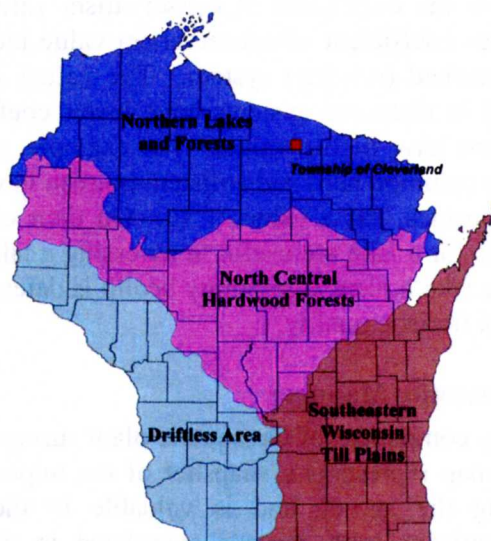 Northern Lakes
and Forests
Township of Cleverland
North Central
Hardwood Forests
Southeastern
Wisconsin
Till Plains
Driftless Area